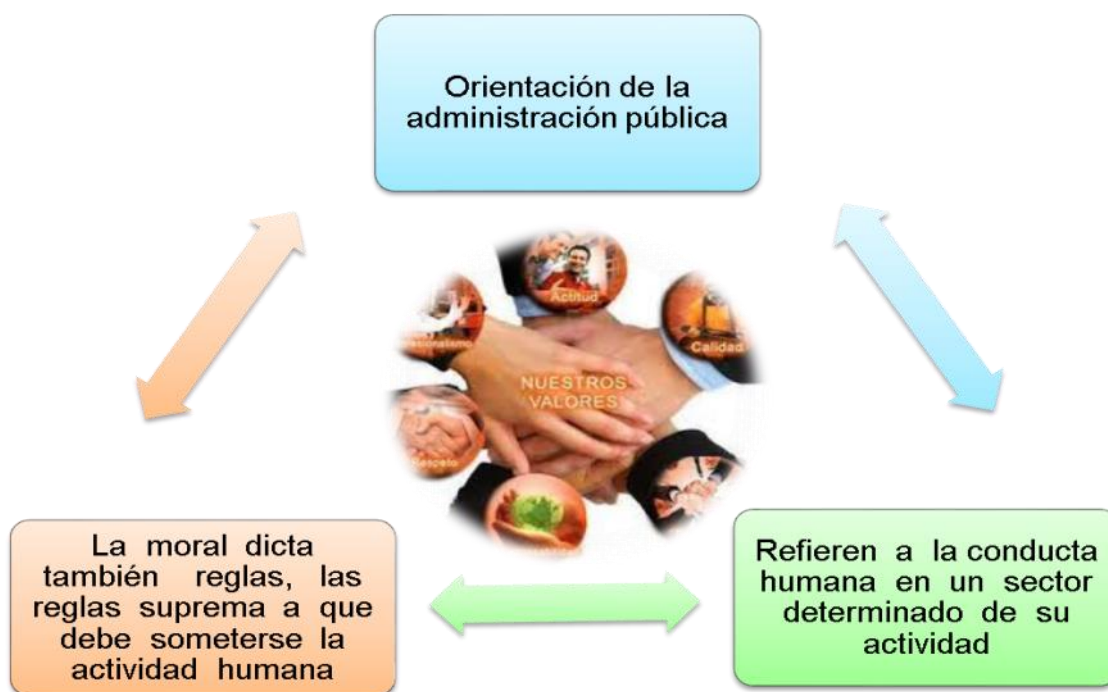 Orientación de la
administración pública
Actitud
Calidad
NUESTROS
VALORES
Respeto
La moral dicta
también reglas, las
reglas suprema a que
debe someterse la
actividad humana
Refieren a la conducta
humana en un sector
determinado de su
actividad